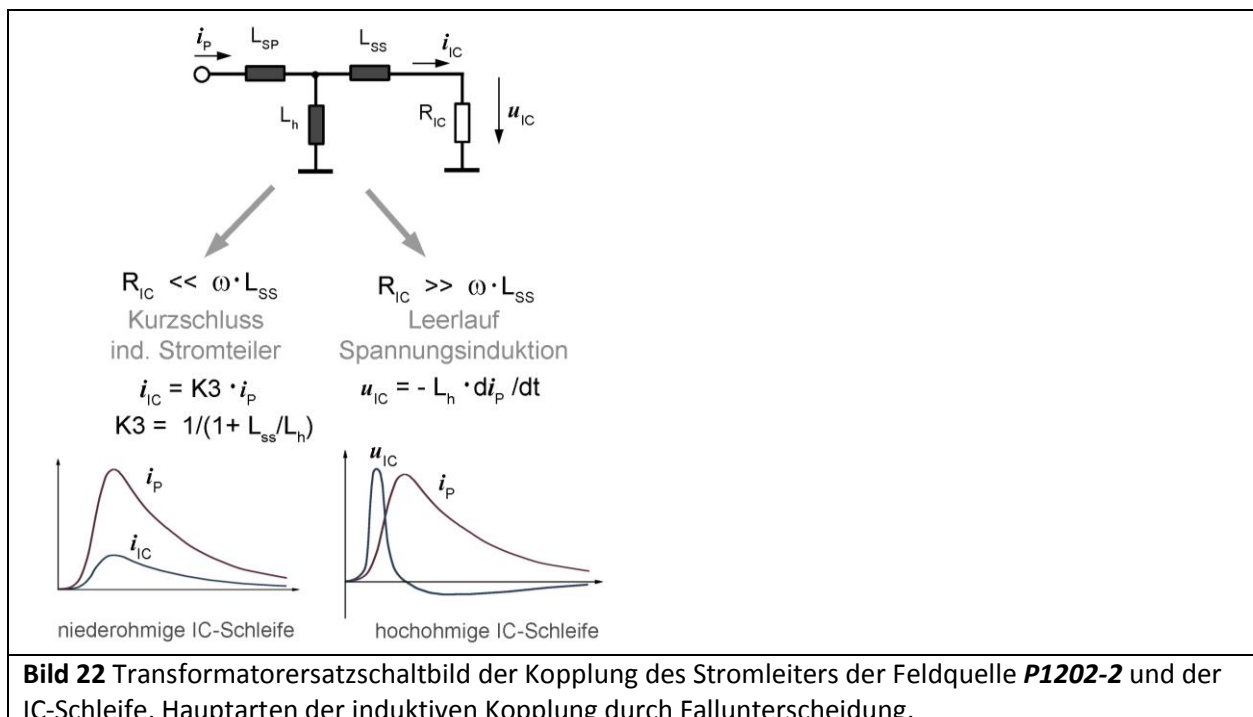 i_P L_SP L_SS i_IC
L_h R_IC u_IC
R_IC << ω·L_SS R_IC >> ω·L_SS
Kurzschluss Leerlauf
ind. Stromteiler Spannungsinduktion
i_IC = K3 · i_P u_IC = - L_h · di_P /dt
K3 = 1/(1+ L_ss/L_h)
u_IC
i_P i_P
i_IC
niederohmige IC-Schleife hochohmige IC-Schleife
Bild 22 Transformatorersatzschaltbild der Kopplung des Stromleiters der Feldquelle P1202-2 und der
IC-Schleife. Hauptarten der induktiven Kopplung durch Fallunterscheidung.